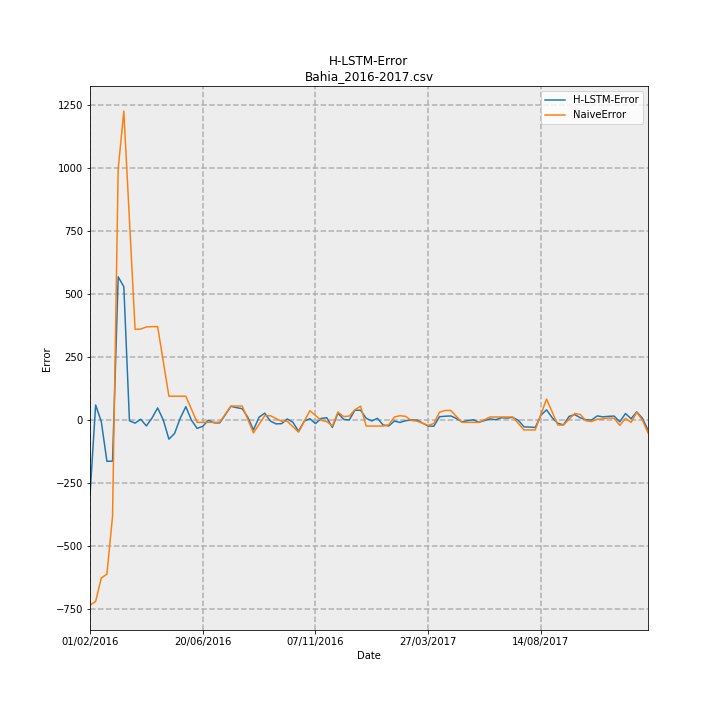 H-LSTM-Error
Bahia_2016-2017.csv
H-LSTM-Error
NaiveError
1250
1000
750
500
250
0
−250
−500
−750
Error
01/02/2016
20/06/2016
07/11/2016
27/03/2017
14/08/2017
Date